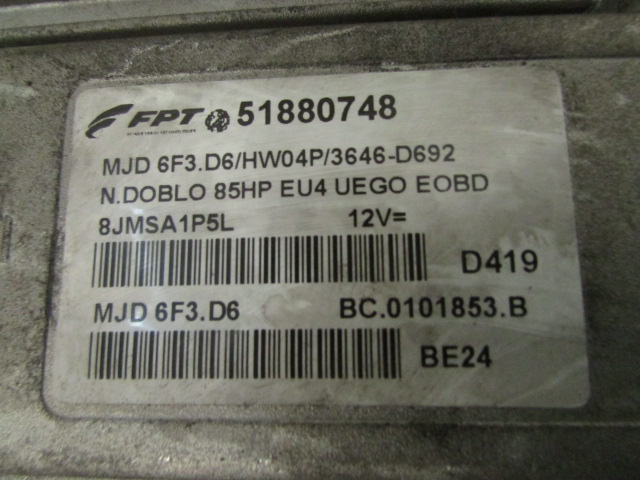 FPT 51880748
MJD 6F3.D6/HW04P/3646-D692
N.DOBLO 85HP EU4 UEGO EOBD
8JMSA1P5L 12V=
D419
MJD 6F3.D6 BC.0101853.B
BE24